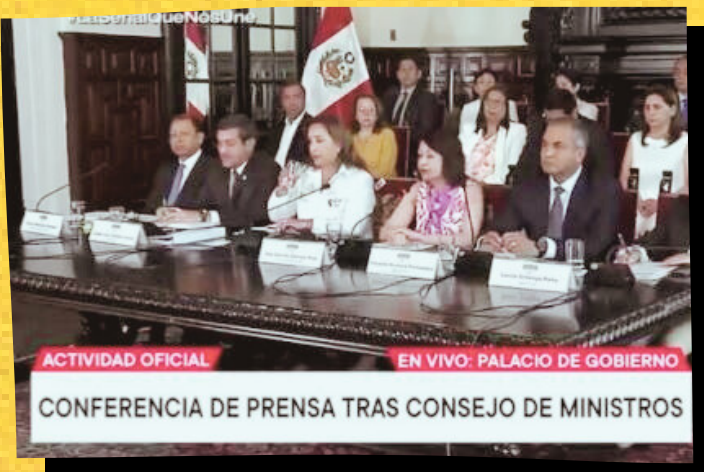 #LaSeñalQueNosUne
ACTIVIDAD OFICIAL
EN VIVO: PALACIO DE GOBIERNO
CONFERENCIA DE PRENSA TRAS CONSEJO DE MINISTROS